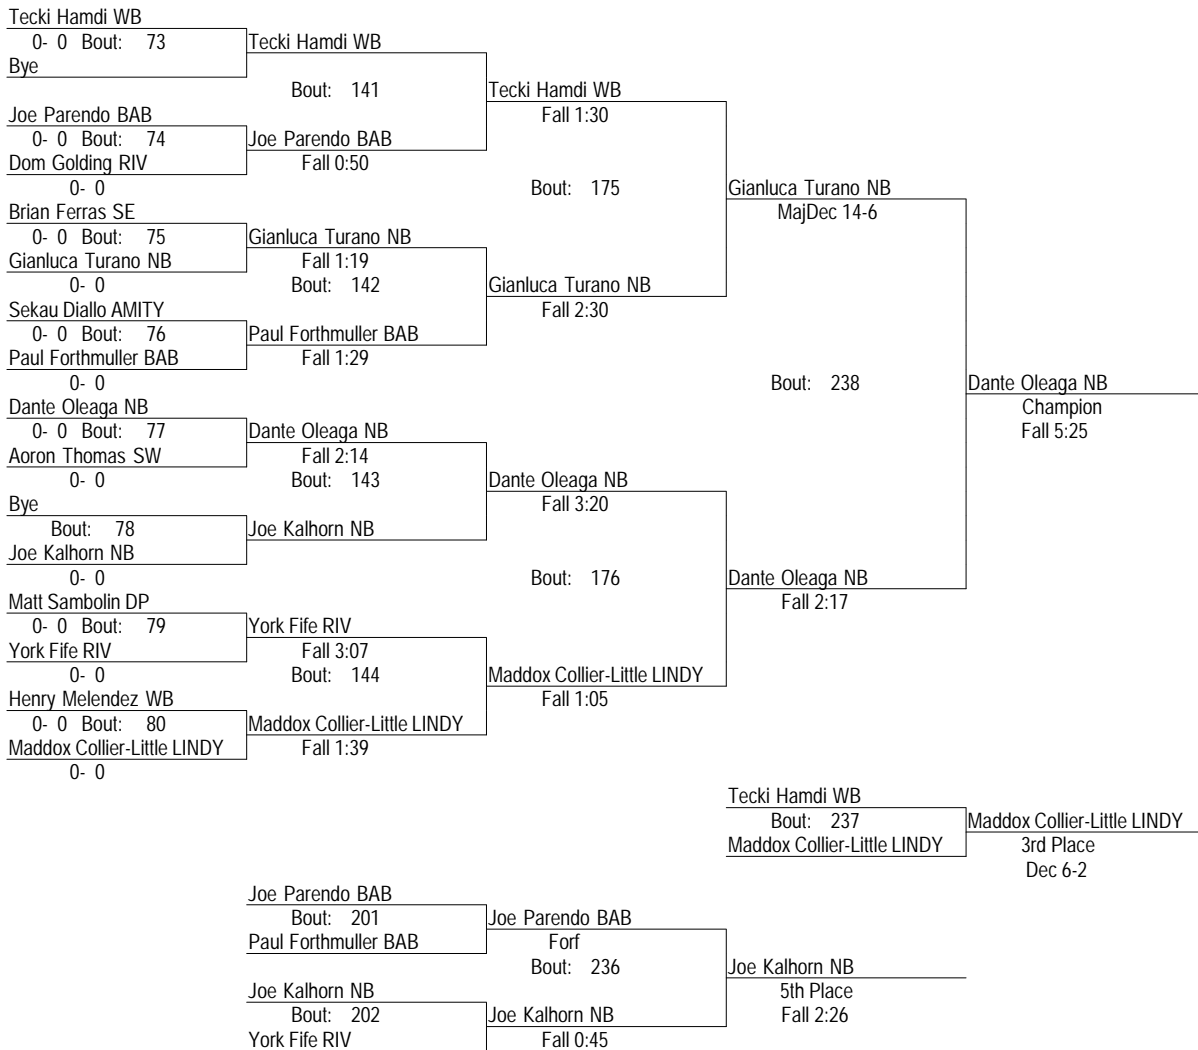 Tecki Hamdi WB
0- 0 Bout: 73
Bye
Joe Parendo BAB
0- 0 Bout: 74
Dom Golding RIV
0- 0
Brian Ferras SE
0- 0 Bout: 75
Gianluca Turano NB
0- 0
Sekau Diallo AMITY
0- 0 Bout: 76
Paul Forthmuller BAB
0- 0
Dante Oleaga NB
0- 0 Bout: 77
Aoron Thomas SW
0- 0
Bye
Bout: 78
Joe Kalhorn NB
0- 0
Matt Sambolin DP
0- 0 Bout: 79
York Fife RIV
0- 0
Henry Melendez WB
0- 0 Bout: 80
Maddox Collier-Little LINDY
0- 0
Tecki Hamdi WB
Bout: 141
Joe Parendo BAB
Fall 0:50
Gianluca Turano NB
Fall 1:19
Bout: 142
Paul Forthmuller BAB
Fall 1:29
Dante Oleaga NB
Fall 2:14
Bout: 143
Joe Kalhorn NB
York Fife RIV
Fall 3:07
Bout: 144
Maddox Collier-Little LINDY
Fall 1:39
Tecki Hamdi WB
Fall 1:30
Bout: 175
Gianluca Turano NB
Fall 2:30
Dante Oleaga NB
Fall 3:20
Bout: 176
Maddox Collier-Little LINDY
Fall 1:05
Gianluca Turano NB
MajDec 14-6
Bout: 238
Dante Oleaga NB
Fall 2:17
Dante Oleaga NB
Champion
Fall 5:25
Tecki Hamdi WB
Bout: 237
Maddox Collier-Little LINDY
Maddox Collier-Little LINDY
3rd Place
Dec 6-2
Joe Parendo BAB
Bout: 201
Paul Forthmuller BAB
Joe Kalhorn NB
Bout: 202
York Fife RIV
Joe Parendo BAB
Forf
Bout: 236
Joe Kalhorn NB
Fall 0:45
Joe Kalhorn NB
5th Place
Fall 2:26